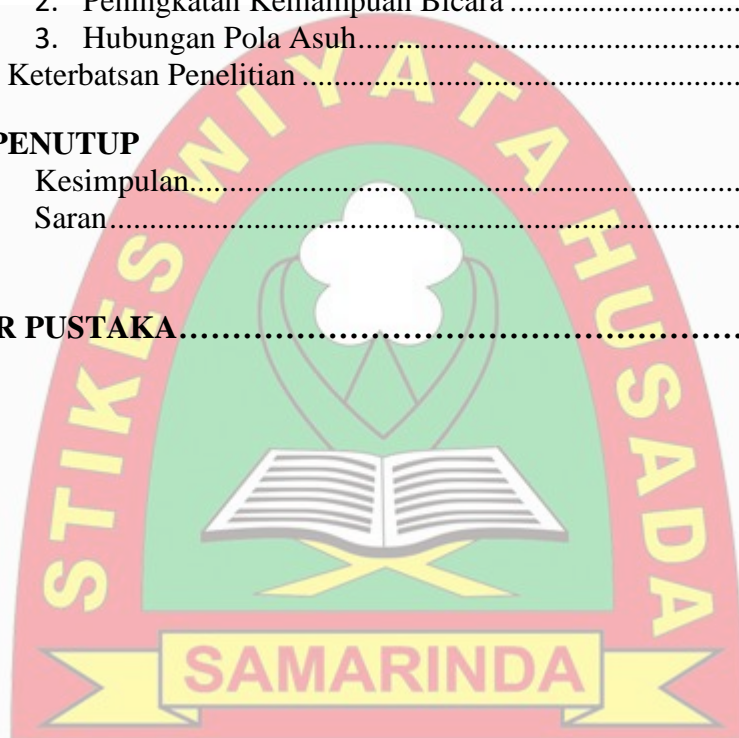 2. Peningkatan Kemampuan Bicara ........................
3. Hubungan Pola Asuh........................................
Keterbatsan Penelitian ........................................
PENUTUP
Kesimpulan........................................
Saran........................................
R PUSTAKA........................................
STIKES WIYATA HUSADA
SAMARINDA